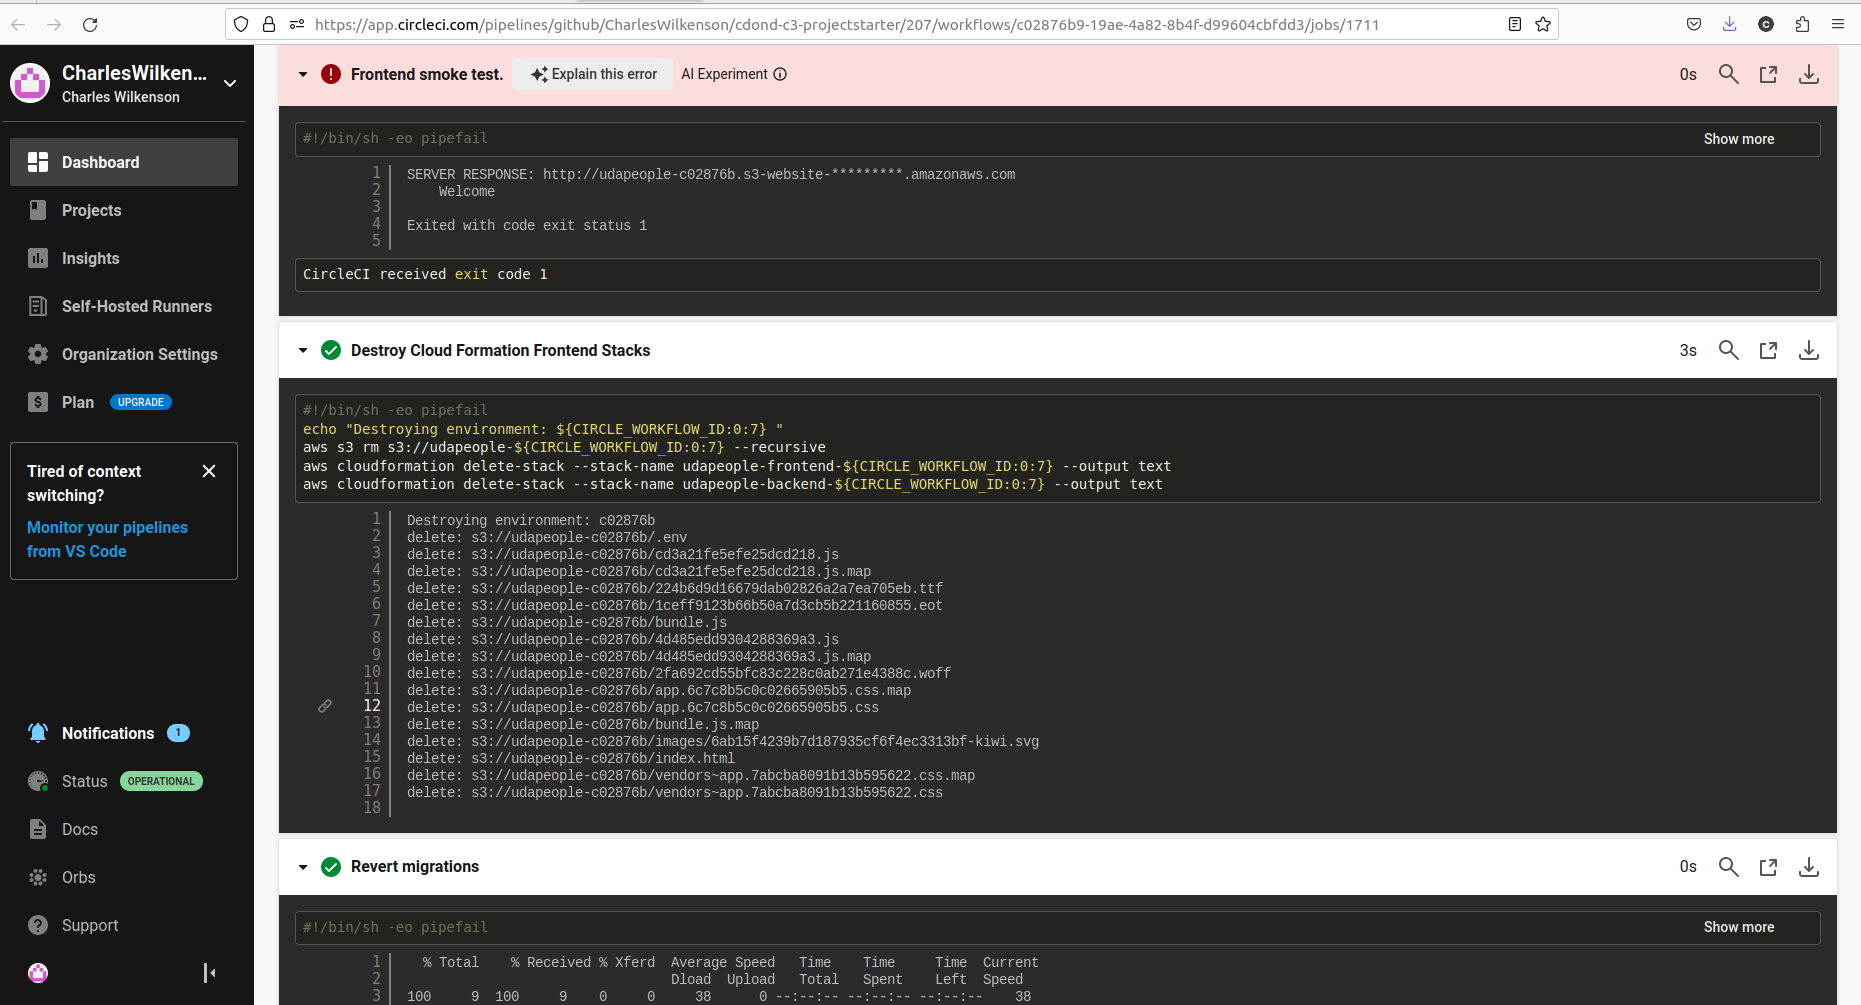 https://app.circleci.com/pipelines/github/CharlesWilkenson/cdond-c3-projectstarter/207/workflows/c02876b9-19ae-4a82-8b4f-d99604cbfdd3/jobs/1711
C
CharlesWilken...
Charles Wilkenson
Dashboard
Projects
Insights
Self-Hosted Runners
Organization Settings
Plan UPGRADE
Tired of context
switching?
Monitor your pipelines
from VS Code
Notifications 1
Status OPERATIONAL
Docs
Orbs
Support
Frontend smoke test. Explain this error AI Experiment 0s
#!/bin/sh -eo pipefail Show more
1 SERVER RESPONSE: http://udapeople-c02876b.s3-website-*********.amazonaws.com
2 Welcome
3
4 Exited with code exit status 1
5
CircleCI received exit code 1
Destroy Cloud Formation Frontend Stacks 3s
#!/bin/sh -eo pipefail
echo "Destroying environment: ${CIRCLE_WORKFLOW_ID:0:7} "
aws s3 rm s3://udapeople-${CIRCLE_WORKFLOW_ID:0:7} --recursive
aws cloudformation delete-stack --stack-name udapeople-frontend-${CIRCLE_WORKFLOW_ID:0:7} --output text
aws cloudformation delete-stack --stack-name udapeople-backend-${CIRCLE_WORKFLOW_ID:0:7} --output text
1 Destroying environment: c02876b
2 delete: s3://udapeople-c02876b/.env
3 delete: s3://udapeople-c02876b/cd3a21fe5efe25dcd218.js
4 delete: s3://udapeople-c02876b/cd3a21fe5efe25dcd218.js.map
5 delete: s3://udapeople-c02876b/224b6d9d16679dab02826a2a7ea705eb.ttf
6 delete: s3://udapeople-c02876b/1ceff9123b66b50a7d3cb5b221160855.eot
7 delete: s3://udapeople-c02876b/bundle.js
8 delete: s3://udapeople-c02876b/4d485edd9304288369a3.js
9 delete: s3://udapeople-c02876b/4d485edd9304288369a3.js.map
10 delete: s3://udapeople-c02876b/2fa692cd55bfc83c228c0ab271e4388c.woff
11 delete: s3://udapeople-c02876b/app.6c7c8b5c0c02665905b5.css.map
12 delete: s3://udapeople-c02876b/app.6c7c8b5c0c02665905b5.css
13 delete: s3://udapeople-c02876b/bundle.js.map
14 delete: s3://udapeople-c02876b/images/6ab15f4239b7d187935cf6f4ec3313bf-kiwi.svg
15 delete: s3://udapeople-c02876b/index.html
16 delete: s3://udapeople-c02876b/vendors~app.7abcba8091b13b595622.css.map
17 delete: s3://udapeople-c02876b/vendors~app.7abcba8091b13b595622.css
18
Revert migrations 0s
#!/bin/sh -eo pipefail Show more
1 % Total % Received % Xferd Average Speed Time Time Time Current
2 Dload Upload Total Spent Left Speed
3 100 9 100 9 0 0 38 0 --:--:-- --:--:-- --:--:-- 38